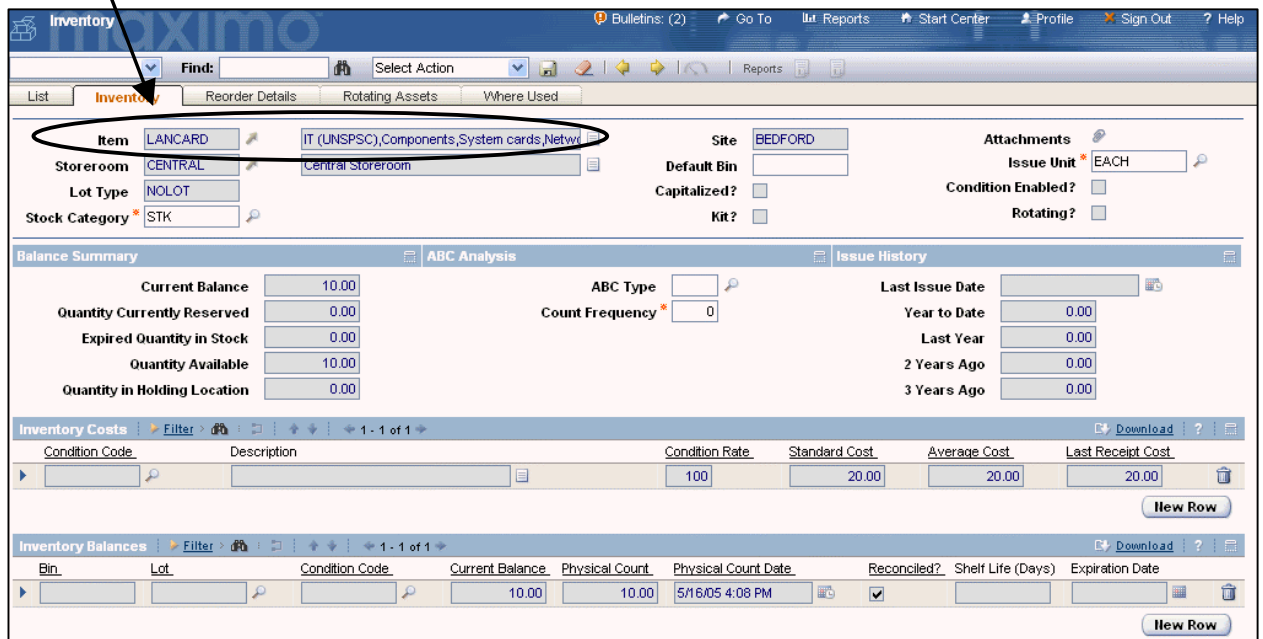 Inventory maximo Bulletins: (2) Go To Reports Start Center Profile Sign Out ? Help
Find: Select Action Reports
List Inventory Reorder Details Rotating Assets Where Used
Item LANCARD IT (UNSPSC),Components,System cards,Netwo Site BEDFORD Attachments
Storeroom CENTRAL Central Storeroom Default Bin Issue Unit * EACH
Lot Type NOLOT Capitalized? Condition Enabled?
Stock Category * STK Kit? Rotating?
Balance Summary ABC Analysis Issue History
Current Balance 10.00 ABC Type Last Issue Date
Quantity Currently Reserved 0.00 Count Frequency * 0 Year to Date 0.00
Expired Quantity in Stock 0.00 Last Year 0.00
Quantity Available 10.00 2 Years Ago 0.00
Quantity in Holding Location 0.00 3 Years Ago 0.00
Inventory Costs Filter 1 - 1 of 1 Download ?
Condition Code Description Condition Rate Standard Cost Average Cost Last Receipt Cost
100 20.00 20.00 20.00
New Row
Inventory Balances Filter 1 - 1 of 1 Download ?
Bin Lot Condition Code Current Balance Physical Count Physical Count Date Reconciled? Shelf Life (Days) Expiration Date
10.00 10.00 5/16/05 4:08 PM
New Row